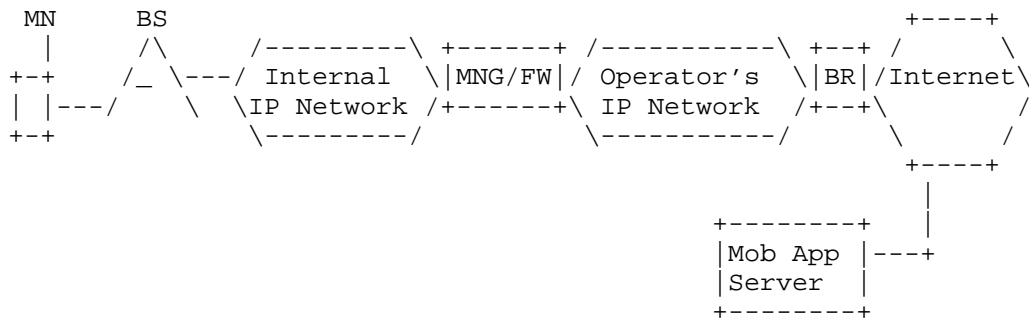 MN BS
Internal MNG/FW Operator's BR Internet
IP Network IP Network
Mob App
Server